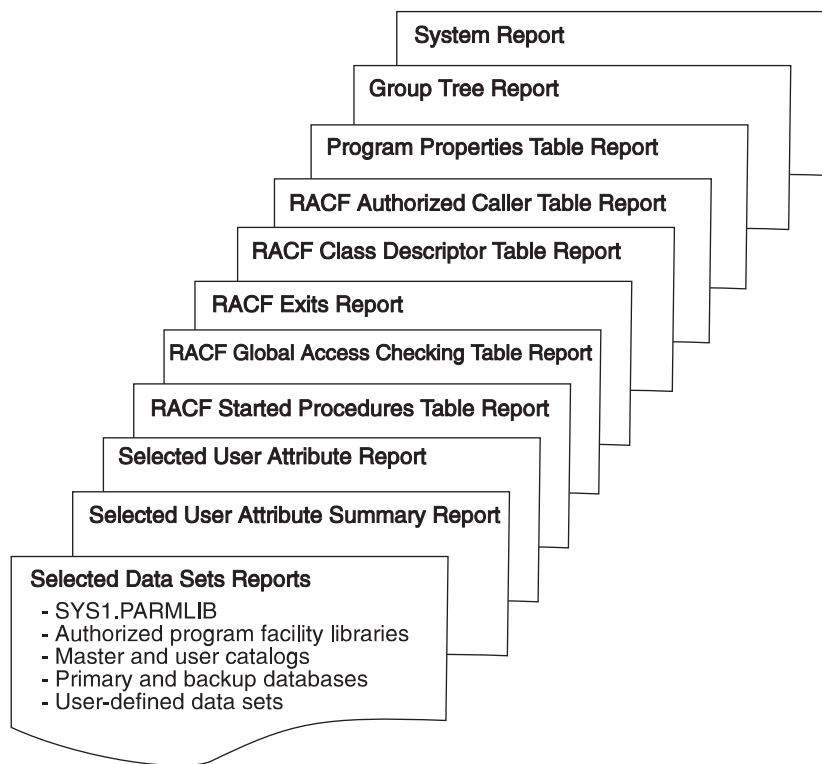 System Report
Group Tree Report
Program Properties Table Report
RACF Authorized Caller Table Report
RACF Class Descriptor Table Report
RACF Exits Report
RACF Global Access Checking Table Report
RACF Started Procedures Table Report
Selected User Attribute Report
Selected User Attribute Summary Report
Selected Data Sets Reports
- SYS1.PARMLIB
- Authorized program facility libraries
- Master and user catalogs
- Primary and backup databases
- User-defined data sets